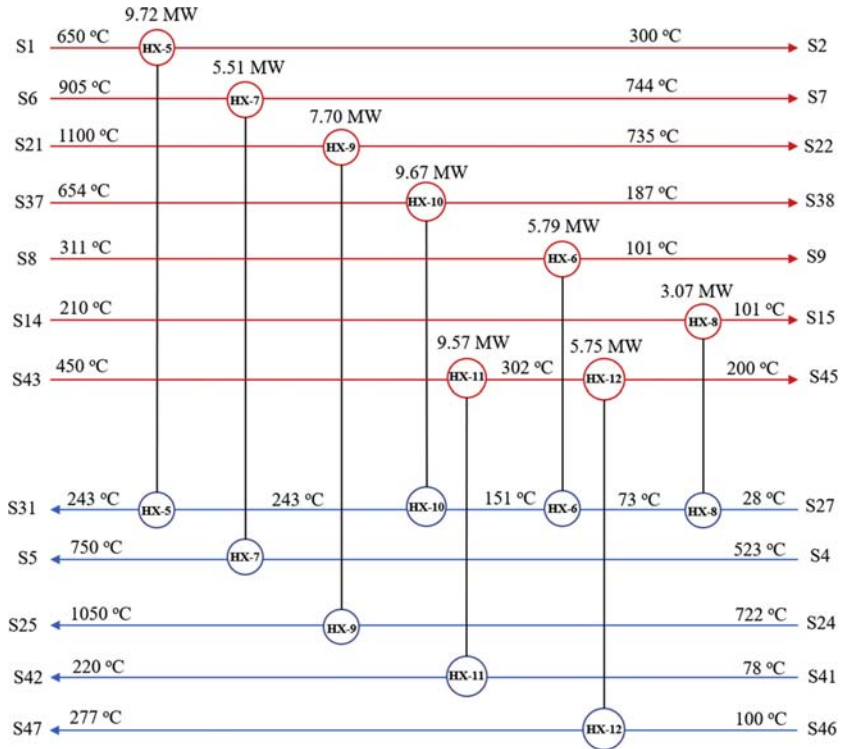 9.72 MW
S1 650 ºC HX-5 300 ºC S2
5.51 MW
S6 905 ºC HX-7 744 ºC S7
7.70 MW
S21 1100 ºC HX-9 735 ºC S22
9.67 MW
S37 654 ºC HX-10 187 ºC S38
5.79 MW
S8 311 ºC HX-6 101 ºC S9
3.07 MW
S14 210 ºC HX-8 101 ºC S15
9.57 MW 5.75 MW
S43 450 ºC HX-11 302 ºC HX-12 200 ºC S45
S31 243 ºC HX-5 243 ºC HX-10 151 ºC HX-6 73 ºC HX-8 28 ºC S27
S5 750 ºC HX-7 523 ºC S4
S25 1050 ºC HX-9 722 ºC S24
S42 220 ºC HX-11 78 ºC S41
S47 277 ºC HX-12 100 ºC S46